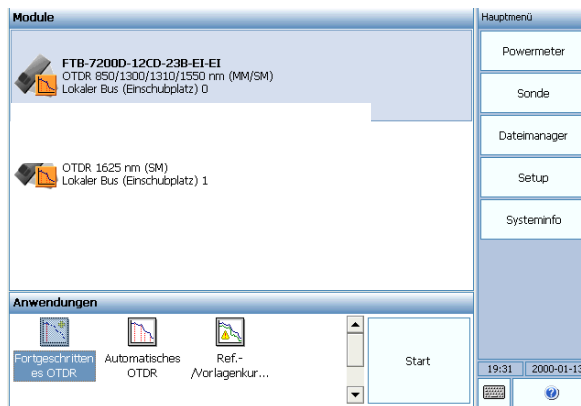 Module
FTB-7200D-12CD-23B-EI-EI
OTDR 850/1300/1310/1550 nm (MM/SM)
Lokaler Bus (Einschubplatz) 0
OTDR 1625 nm (SM)
Lokaler Bus (Einschubplatz) 1
Anwendungen
Fortgeschritten
es OTDR
Automatisches
OTDR
Ref.-
/Vorlagenkur...
Start
Hauptmenü
Powermeter
Sonde
Dateimanager
Setup
Systeminfo
19:31 2000-01-13